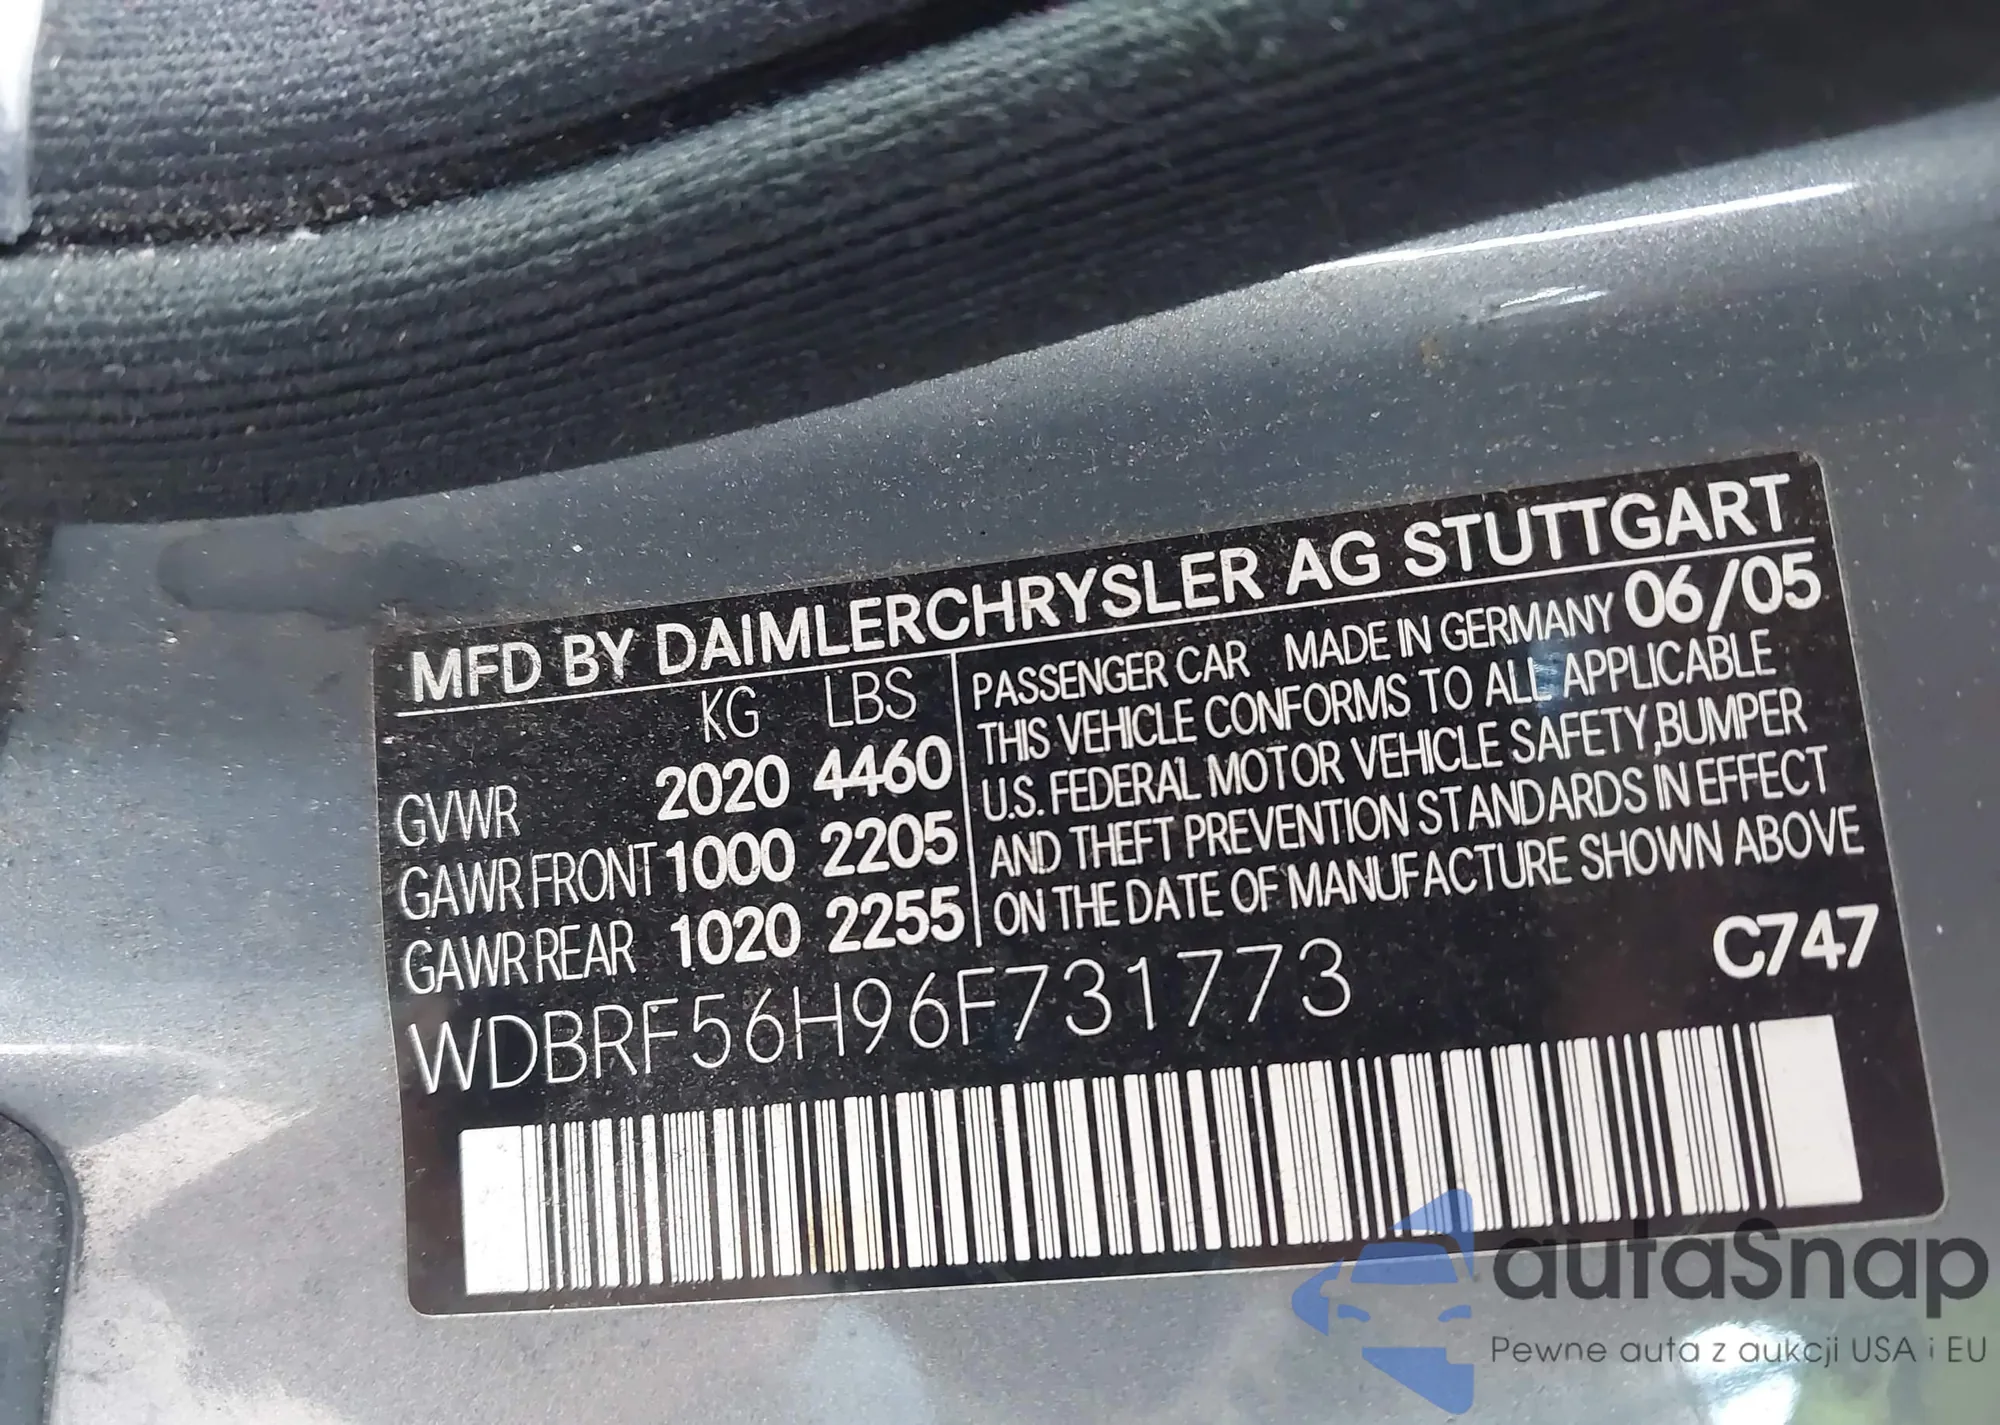 MFD BY DAIMLERCHRYSLER AG STUTTGART
KG LBS
GVWR 2020 4460
GAWR FRONT 1000 2205
GAWR REAR 1020 2255
PASSENGER CAR MADE IN GERMANY 06/05
THIS VEHICLE CONFORMS TO ALL APPLICABLE
U.S. FEDERAL MOTOR VEHICLE SAFETY,BUMPER
AND THEFT PREVENTION STANDARDS IN EFFECT
ON THE DATE OF MANUFACTURE SHOWN ABOVE
C747
WDBRF56H96F731773
autaSnap
Pewne auta z aukcji USA i EU